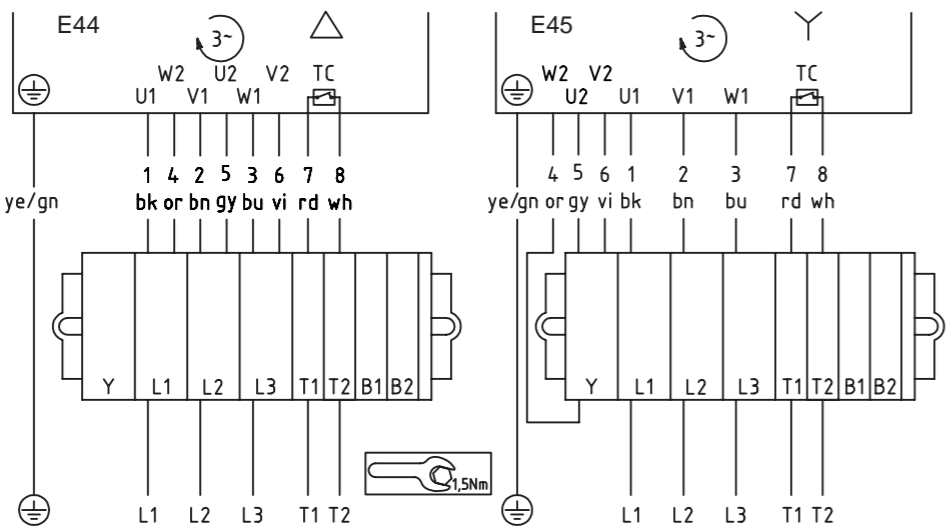 E44 3~ E45 3~
W2 U2 V2 TC W2 V2 TC
U1 V1 W1 U2 U1 V1 W1
1 4 2 5 3 6 7 8 4 5 6 1 2 3 7 8
ye/gn bk or bn gy bu vi rd wh ye/gn or gy vi bk bn bu rd wh
Y L1 L2 L3 T1 T2 B1 B2 Y L1 L2 L3 T1 T2 B1 B2
1,5Nm
L1 L2 L3 T1 T2 L1 L2 L3 T1 T2